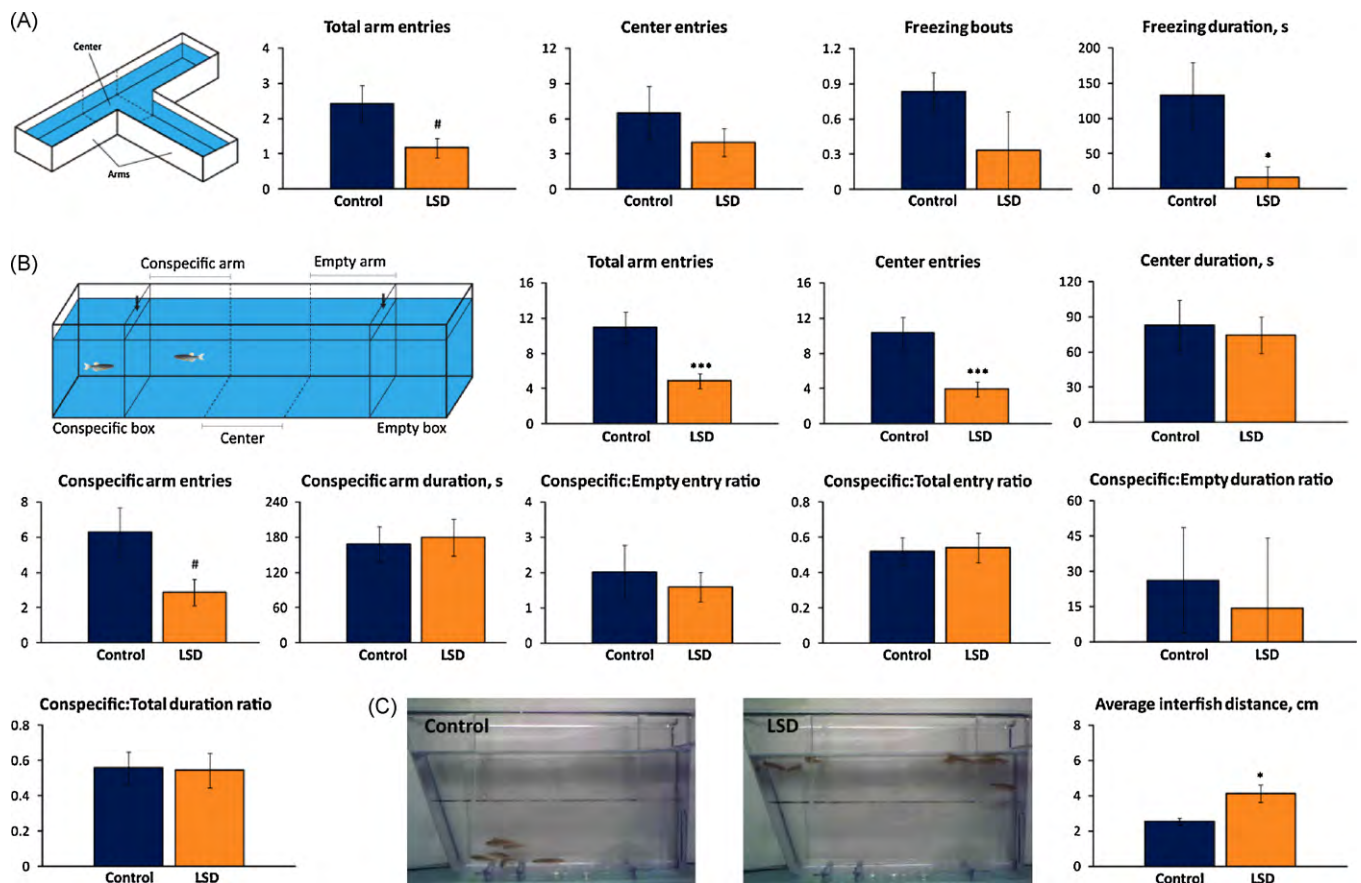 (A)
Center
Arms
Total arm entries
4
3
2
1
0
#
Control LSD
Center entries
12
9
6
3
0
Control LSD
Freezing bouts
1.2
0.9
0.6
0.3
0
Control LSD
Freezing duration, s
200
150
100
50
0
*
Control LSD
(B)
Conspecific arm
Empty arm
Conspecific box
Center
Empty box
Total arm entries
16
12
8
4
0
***
Control LSD
Center entries
16
12
8
4
0
***
Control LSD
Center duration, s
120
90
60
30
0
Control LSD
Conspecific arm entries
8
6
4
2
0
#
Control LSD
Conspecific arm duration, s
240
180
120
60
0
Control LSD
Conspecific:Empty entry ratio
4
3
2
1
0
Control LSD
Conspecific:Total entry ratio
0.8
0.6
0.4
0.2
0
Control LSD
Conspecific:Empty duration ratio
60
45
30
15
0
Control LSD
Conspecific:Total duration ratio
0.8
0.6
0.4
0.2
0
Control LSD
(C)
Control
LSD
Average interfish distance, cm
8
6
4
2
0
*
Control LSD